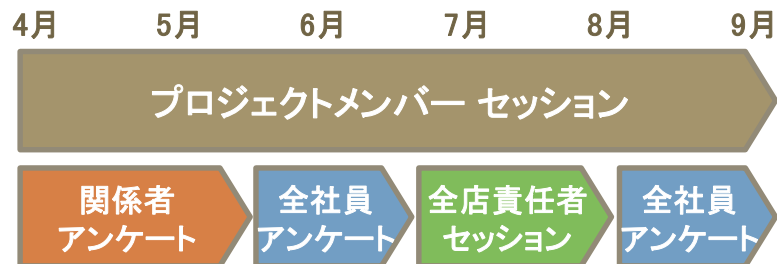 4月 5月 6月 7月 8月 9月
プロジェクトメンバー セッション
関係者
アンケート
全社員
アンケート
全店責任者
セッション
全社員
アンケート